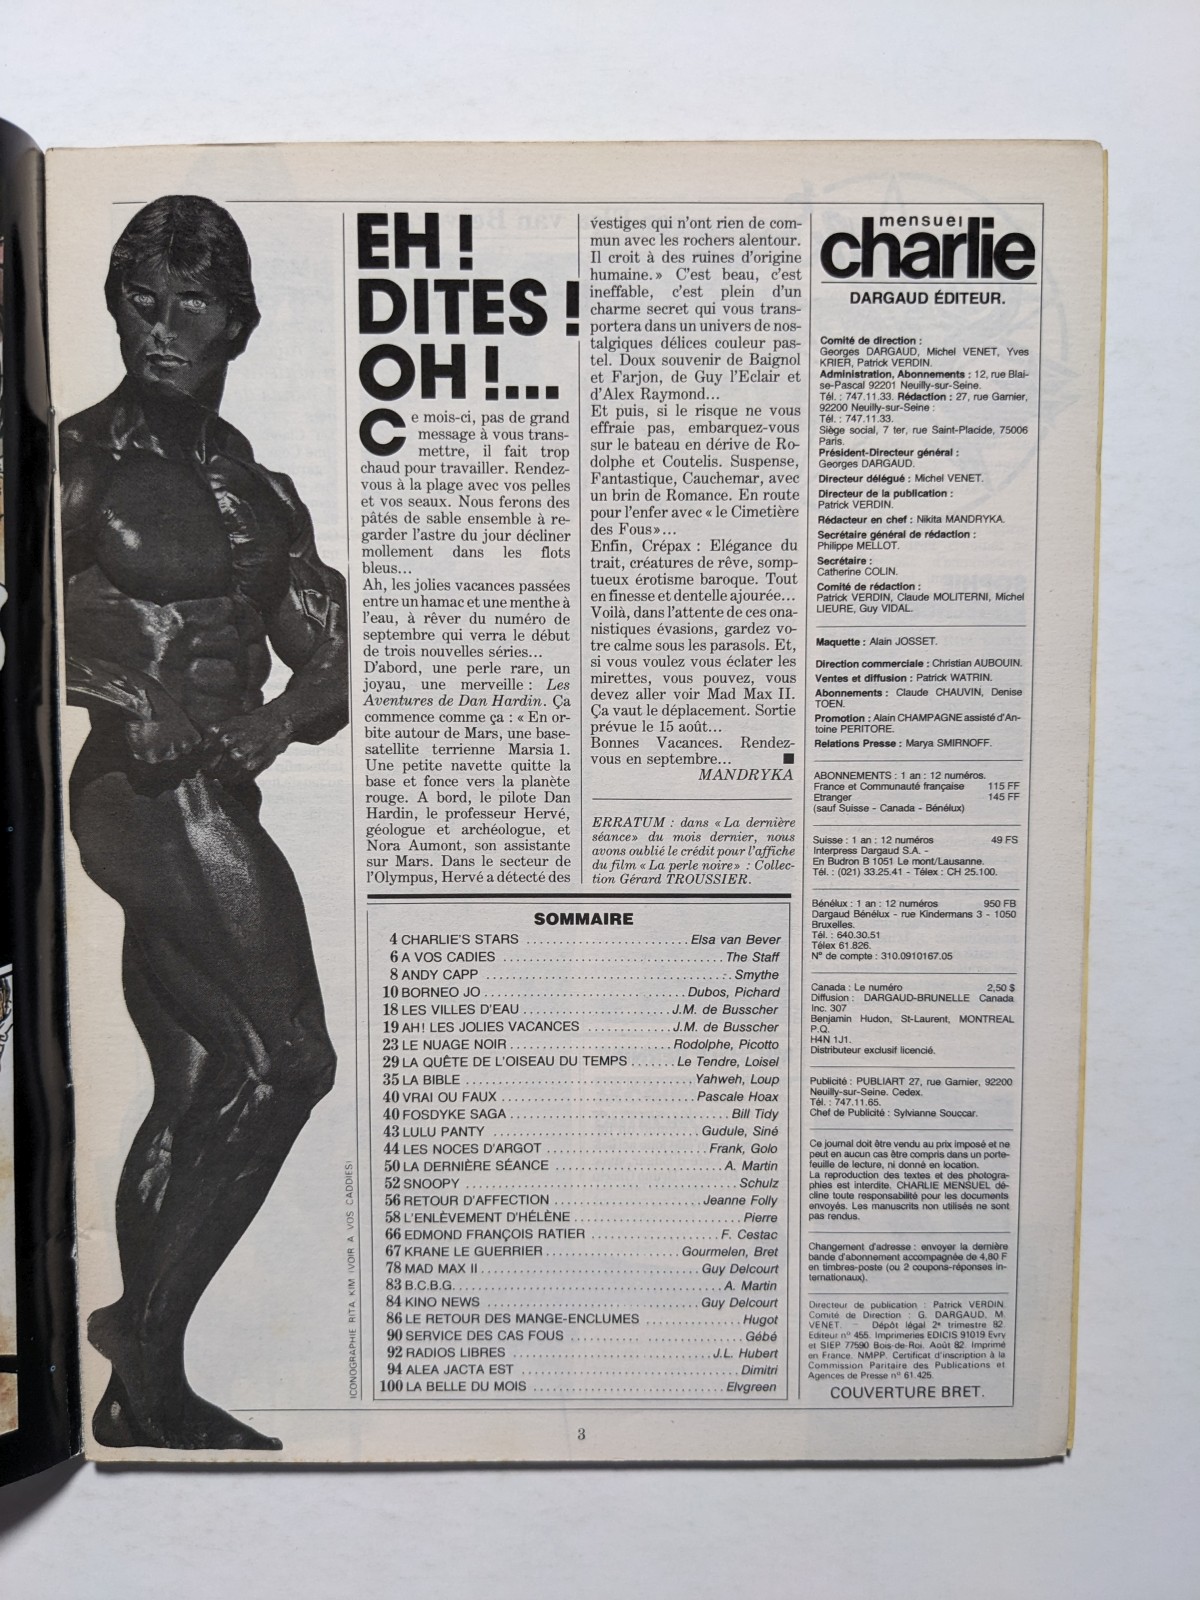 EH !
DITES !
OH !...
Ce mois-ci, pas de grand
message à vous trans-
mettre, il fait trop
chaud pour travailler. Rendez-
vous à la plage avec vos pelles
et vos seaux. Nous ferons des
pâtés de sable ensemble à re-
garder l'astre du jour décliner
mollement dans les flots
bleus...
Ah, les jolies vacances passées
entre un hamac et une menthe à
l'eau, à rêver du numéro de
septembre qui verra le début
de trois nouvelles séries...
D'abord, une perle rare, un
joyau, une merveille : Les
Aventures de Dan Hardin. Ça
commence comme ça : « En or-
bite autour de Mars, une base-
satellite terrienne Marsia 1.
Une petite navette quitte la
base et fonce vers la planète
rouge. A bord, le pilote Dan
Hardin, le professeur Hervé,
géologue et archéologue, et
Nora Aumont, son assistante
sur Mars. Dans le secteur de
l'Olympus, Hervé a détecté des
vestiges qui n'ont rien de com-
mun avec les rochers alentour.
Il croit à des ruines d'origine
humaine. » C'est beau, c'est
ineffable, c'est plein d'un
charme secret qui vous trans-
portera dans un univers de nos-
talgiques délices couleur pas-
tel. Doux souvenir de Baignol
et Farjon, de Guy l'Eclair et
d'Alex Raymond...
Et puis, si le risque ne vous
effraie pas, embarquez-vous
sur le bateau en dérive de Ro-
dolphe et Coutelis. Suspense,
Fantastique, Cauchemar, avec
un brin de Romance. En route
pour l'enfer avec « le Cimetière
des Fous »...
Enfin, Crépax : Elégance du
trait, créatures de rêve, somp-
tueux érotisme baroque. Tout
en finesse et dentelle ajourée...
Voilà, dans l'attente de ces ona-
nistiques évasions, gardez vo-
tre calme sous les parasols. Et,
si vous voulez vous éclater les
mirettes, vous pouvez, vous
devez aller voir Mad Max II.
Ça vaut le déplacement. Sortie
prévue le 15 août...
Bonnes Vacances. Rendez-
vous en septembre... ■
MANDRYKA
ERRATUM : dans « La dernière
séance » du mois dernier, nous
avons oublié le crédit pour l'affiche
du film « La perle noire » : Collec-
tion Gérard TROUSSIER.
ICONOGRAPHIE RITA KIM (VOIR A VOS CADDIES)
SOMMAIRE
4 CHARLIE'S STARS ........ Elsa van Bever
6 A VOS CADIES ........ The Staff
8 ANDY CAPP ........ Smythe
10 BORNEO JO ........ Dubos, Pichard
18 LES VILLES D'EAU ........ J.M. de Busscher
19 AH! LES JOLIES VACANCES ........ J.M. de Busscher
23 LE NUAGE NOIR ........ Rodolphe, Picotto
29 LA QUÊTE DE L'OISEAU DU TEMPS ....... Le Tendre, Loisel
35 LA BIBLE ........ Yahweh, Loup
40 VRAI OU FAUX ........ Pascale Hoax
40 FOSDYKE SAGA ........ Bill Tidy
43 LULU PANTY ........ Gudule, Siné
44 LES NOCES D'ARGOT ........ Frank, Golo
50 LA DERNIÈRE SÉANCE ........ A. Martin
52 SNOOPY ........ Schulz
56 RETOUR D'AFFECTION ........ Jeanne Folly
58 L'ENLÈVEMENT D'HÉLÈNE ........ Pierre
66 EDMOND FRANÇOIS RATIER ........ F. Cestac
67 KRANE LE GUERRIER ........ Gourmelen, Bret
78 MAD MAX II ........ Guy Delcourt
83 B.C.B.G. ........ A. Martin
84 KINO NEWS ........ Guy Delcourt
86 LE RETOUR DES MANGE-ENCLUMES ........ Hugot
90 SERVICE DES CAS FOUS ........ Gébé
92 RADIOS LIBRES ........ J.L. Hubert
94 ALEA JACTA EST ........ Dimitri
100 LA BELLE DU MOIS ........ Elvgreen
mensuel
charlie
DARGAUD ÉDITEUR.
Comité de direction :
Georges DARGAUD, Michel VENET, Yves
KRIER, Patrick VERDIN.
Administration, Abonnements : 12, rue Blai-
se-Pascal 92201 Neuilly-sur-Seine.
Tél. : 747.11.33. Rédaction : 27, rue Garnier,
92200 Neuilly-sur-Seine :
Tél. : 747.11.33.
Siège social, 7 ter, rue Saint-Placide, 75006
Paris.
Président-Directeur général :
Georges DARGAUD.
Directeur délégué : Michel VENET.
Directeur de la publication :
Patrick VERDIN.
Rédacteur en chef : Nikita MANDRYKA.
Secrétaire général de rédaction :
Philippe MELLOT.
Secrétaire :
Catherine COLIN.
Comité de rédaction :
Patrick VERDIN, Claude MOLITERNI, Michel
LIEURE, Guy VIDAL.
Maquette : Alain JOSSET.
Direction commerciale : Christian AUBOUIN.
Ventes et diffusion : Patrick WATRIN.
Abonnements : Claude CHAUVIN, Denise
TOEN.
Promotion : Alain CHAMPAGNE assisté d'An-
toine PERITORE.
Relations Presse : Marya SMIRNOFF.
ABONNEMENTS : 1 an : 12 numéros.
France et Communauté française 115 FF
Etranger 145 FF
(sauf Suisse - Canada - Bénélux)
Suisse : 1 an : 12 numéros 49 FS
Interpress Dargaud S.A. -
En Budron B 1051 Le mont/Lausanne.
Tél. : (021) 33.25.41 - Télex : CH 25.100.
Bénélux : 1 an : 12 numéros 950 FB
Dargaud Bénélux - rue Kindermans 3 - 1050
Bruxelles.
Tél. : 640.30.51
Télex 61.826.
N° de compte : 310.0910167.05
Canada : Le numéro 2,50 $
Diffusion : DARGAUD-BRUNELLE Canada
Inc. 307
Benjamin Hudon, St-Laurent, MONTREAL
P.Q.
H4N 1J1.
Distributeur exclusif licencié.
Publicité : PUBLIART 27, rue Garnier, 92200
Neuilly-sur-Seine. Cedex.
Tél. : 747.11.65.
Chef de Publicité : Sylvianne Souccar.
Ce journal doit être vendu au prix imposé et ne
peut en aucun cas être compris dans un porte-
feuille de lecture, ni donné en location.
La reproduction des textes et des photogra-
phies est interdite. CHARLIE MENSUEL dé-
cline toute responsabilité pour les documents
envoyés. Les manuscrits non utilisés ne sont
pas rendus.
Changement d'adresse : envoyer la dernière
bande d'abonnement accompagnée de 4,80 F
en timbres-poste (ou 2 coupons-réponses in-
ternationaux).
Directeur de publication : Patrick VERDIN.
Comité de Direction : G. DARGAUD, M.
VENET. - Dépôt légal 2e trimestre 82.
Editeur n° 455. Imprimeries EDICIS 91019 Evry
et SIEP 77590 Bois-de-Roi. Août 82. Imprimé
en France. NMPP. Certificat d'inscription à la
Commission Paritaire des Publications et
Agences de Presse n° 61.425.
COUVERTURE BRET.
3